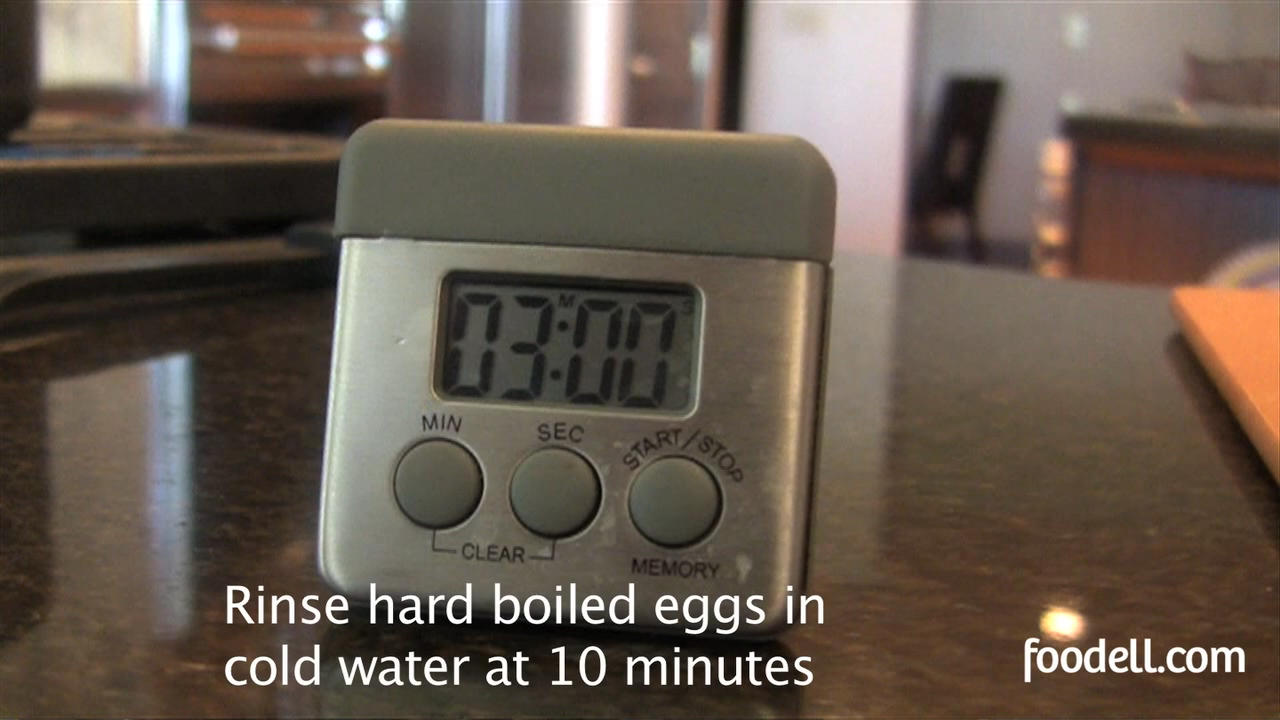 M S
03:00
MIN SEC START/STOP
CLEAR
MEMORY
Rinse hard boiled eggs in
cold water at 10 minutes
foodell.com